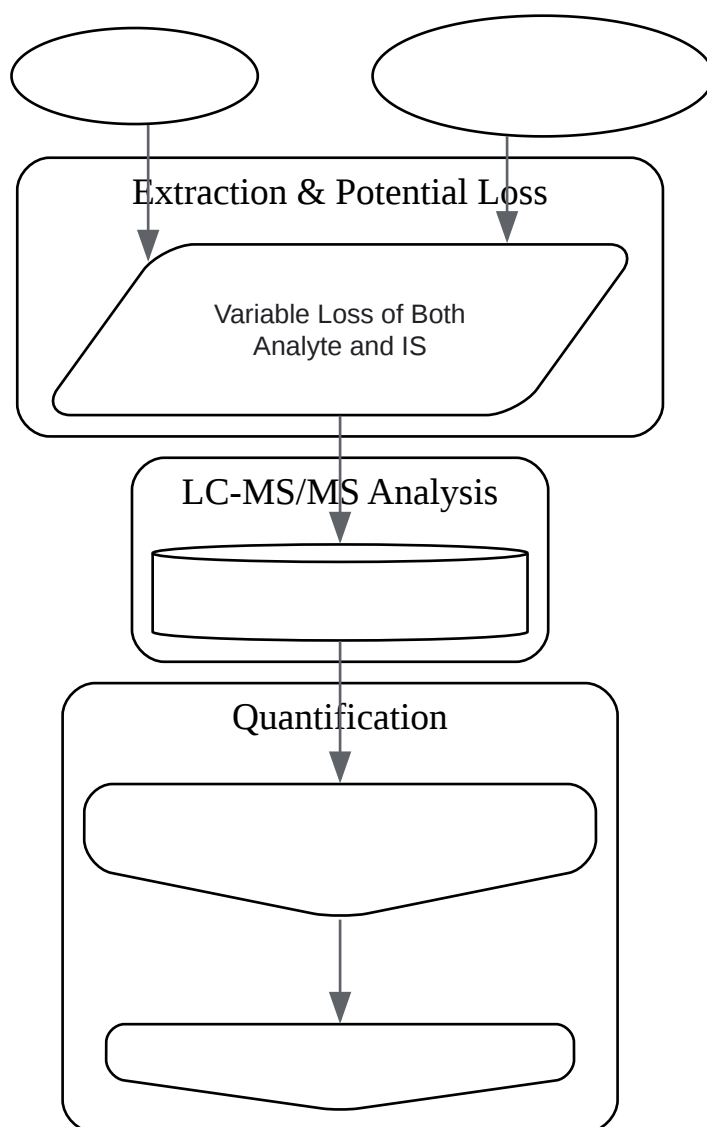 Extraction & Potential Loss
Variable Loss of Both
Analyte and IS
LC-MS/MS Analysis
Quantification